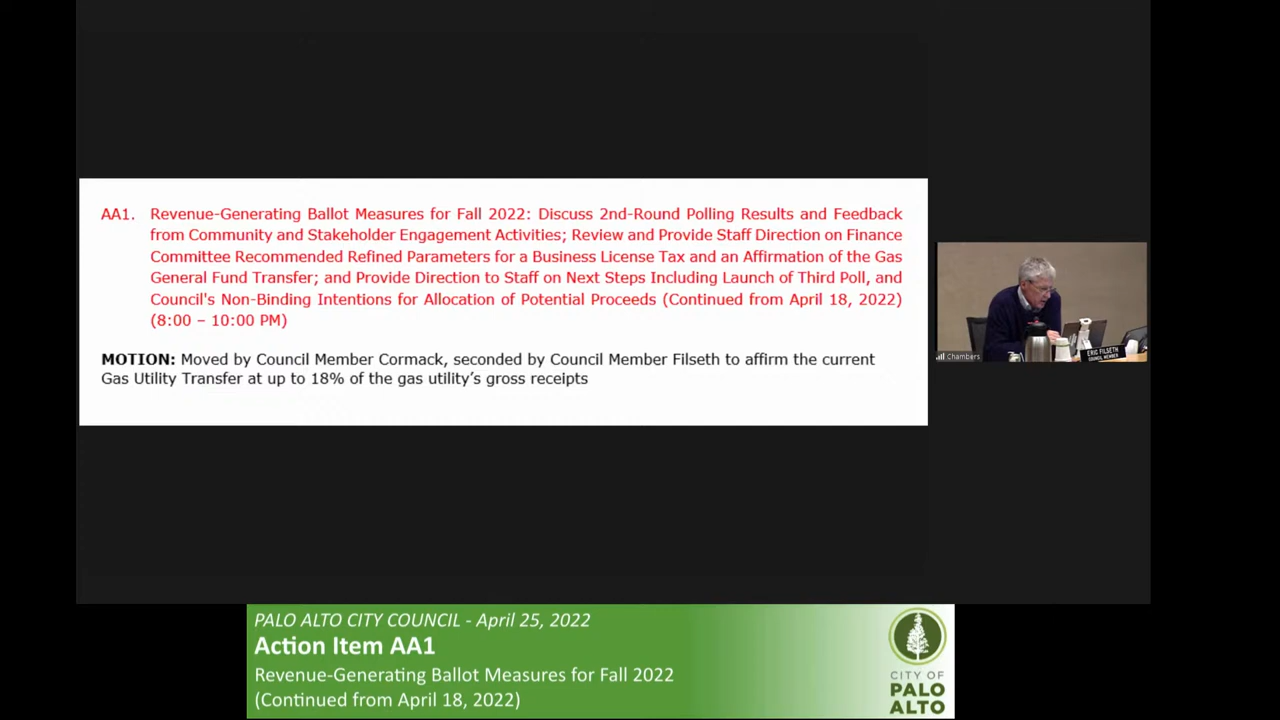 AA1. Revenue-Generating Ballot Measures for Fall 2022: Discuss 2nd-Round Polling Results and Feedback
from Community and Stakeholder Engagement Activities; Review and Provide Staff Direction on Finance
Committee Recommended Refined Parameters for a Business License Tax and an Affirmation of the Gas
General Fund Transfer; and Provide Direction to Staff on Next Steps Including Launch of Third Poll, and
Council's Non-Binding Intentions for Allocation of Potential Proceeds (Continued from April 18, 2022)
(8:00 – 10:00 PM)
MOTION: Moved by Council Member Cormack, seconded by Council Member Filseth to affirm the current
Gas Utility Transfer at up to 18% of the gas utility's gross receipts
Chambers
ERIC FILSETH
COUNCIL MEMBER
PALO ALTO CITY COUNCIL - April 25, 2022
Action Item AA1
Revenue-Generating Ballot Measures for Fall 2022
(Continued from April 18, 2022)
CITY OF
PALO
ALTO